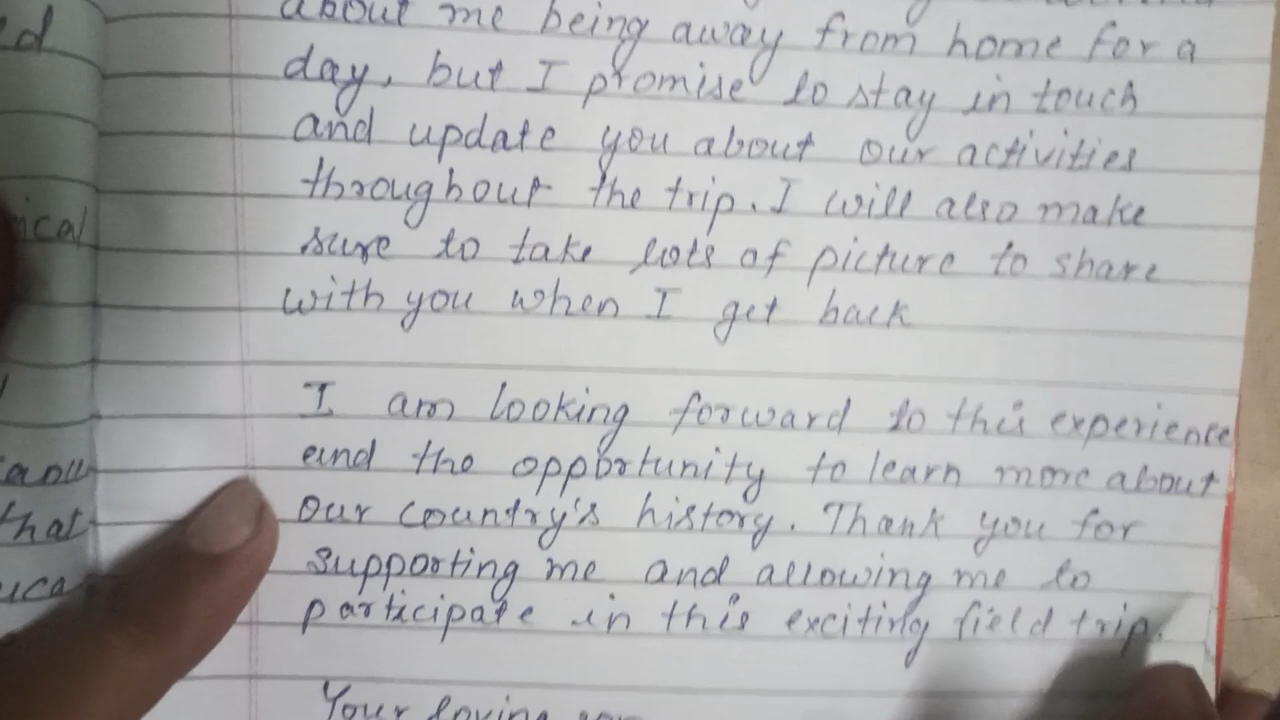 about me being away from home for a
day, but I promise to stay in touch
and update you about our activities
throughout the trip. I will also make
sure to take lots of picture to share
with you when I get back
I am looking forward to this experience
and the opportunity to learn more about
our country's history. Thank you for
supporting me and allowing me to
participate in this exciting field trip.
Your loving son